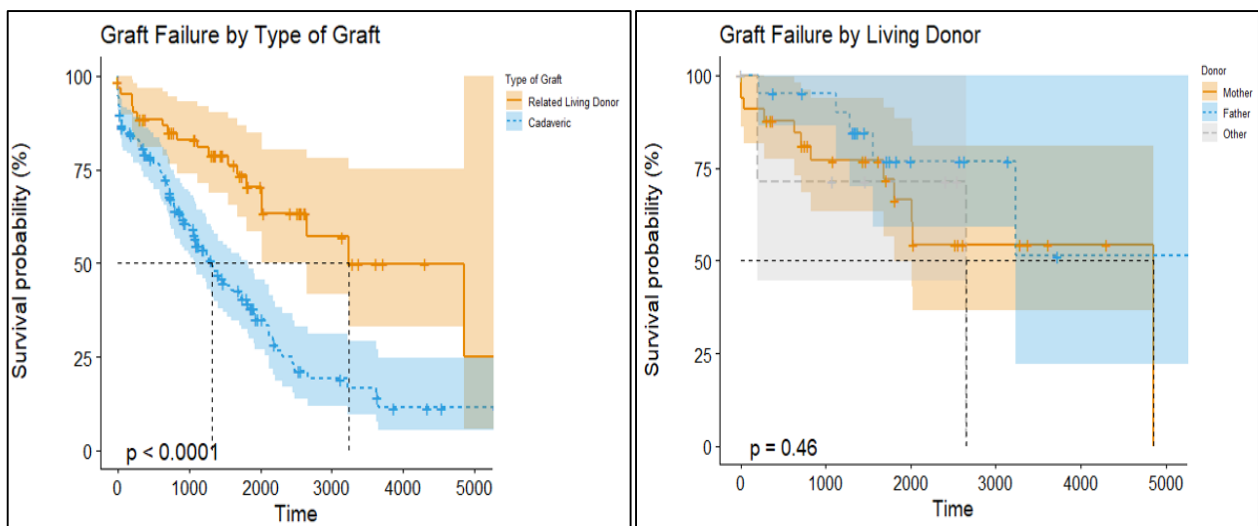 Graft Failure by Type of Graft
Type of Graft
Related Living Donor
Cadaveric
Survival probability (%)
100
75
50
25
0
p < 0.0001
0 1000 2000 3000 4000 5000
Time
Graft Failure by Living Donor
Donor
Mother
Father
Other
Survival probability (%)
100
75
50
25
0
p = 0.46
0 1000 2000 3000 4000 5000
Time